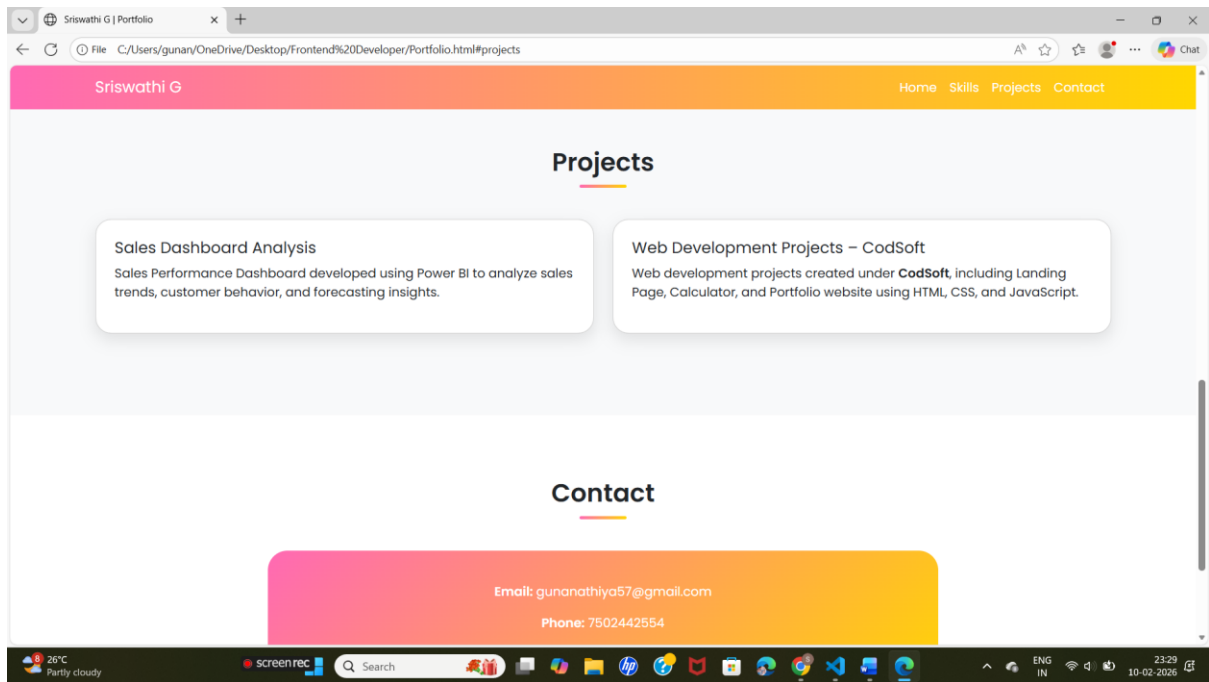 Sriswathi G | Portfolio
File C:/Users/gunan/OneDrive/Desktop/Frontend%20Developer/Portfolio.html#projects
Chat
Sriswathi G
Home Skills Projects Contact
Projects
Sales Dashboard Analysis
Sales Performance Dashboard developed using Power BI to analyze sales
trends, customer behavior, and forecasting insights.
Web Development Projects – CodSoft
Web development projects created under CodSoft, including Landing
Page, Calculator, and Portfolio website using HTML, CSS, and JavaScript.
Contact
Email: gunanathiya57@gmail.com
Phone: 7502442554
8
26°C
Partly cloudy
screenrec
Search
hp
ENG
IN
23:29
10-02-2026